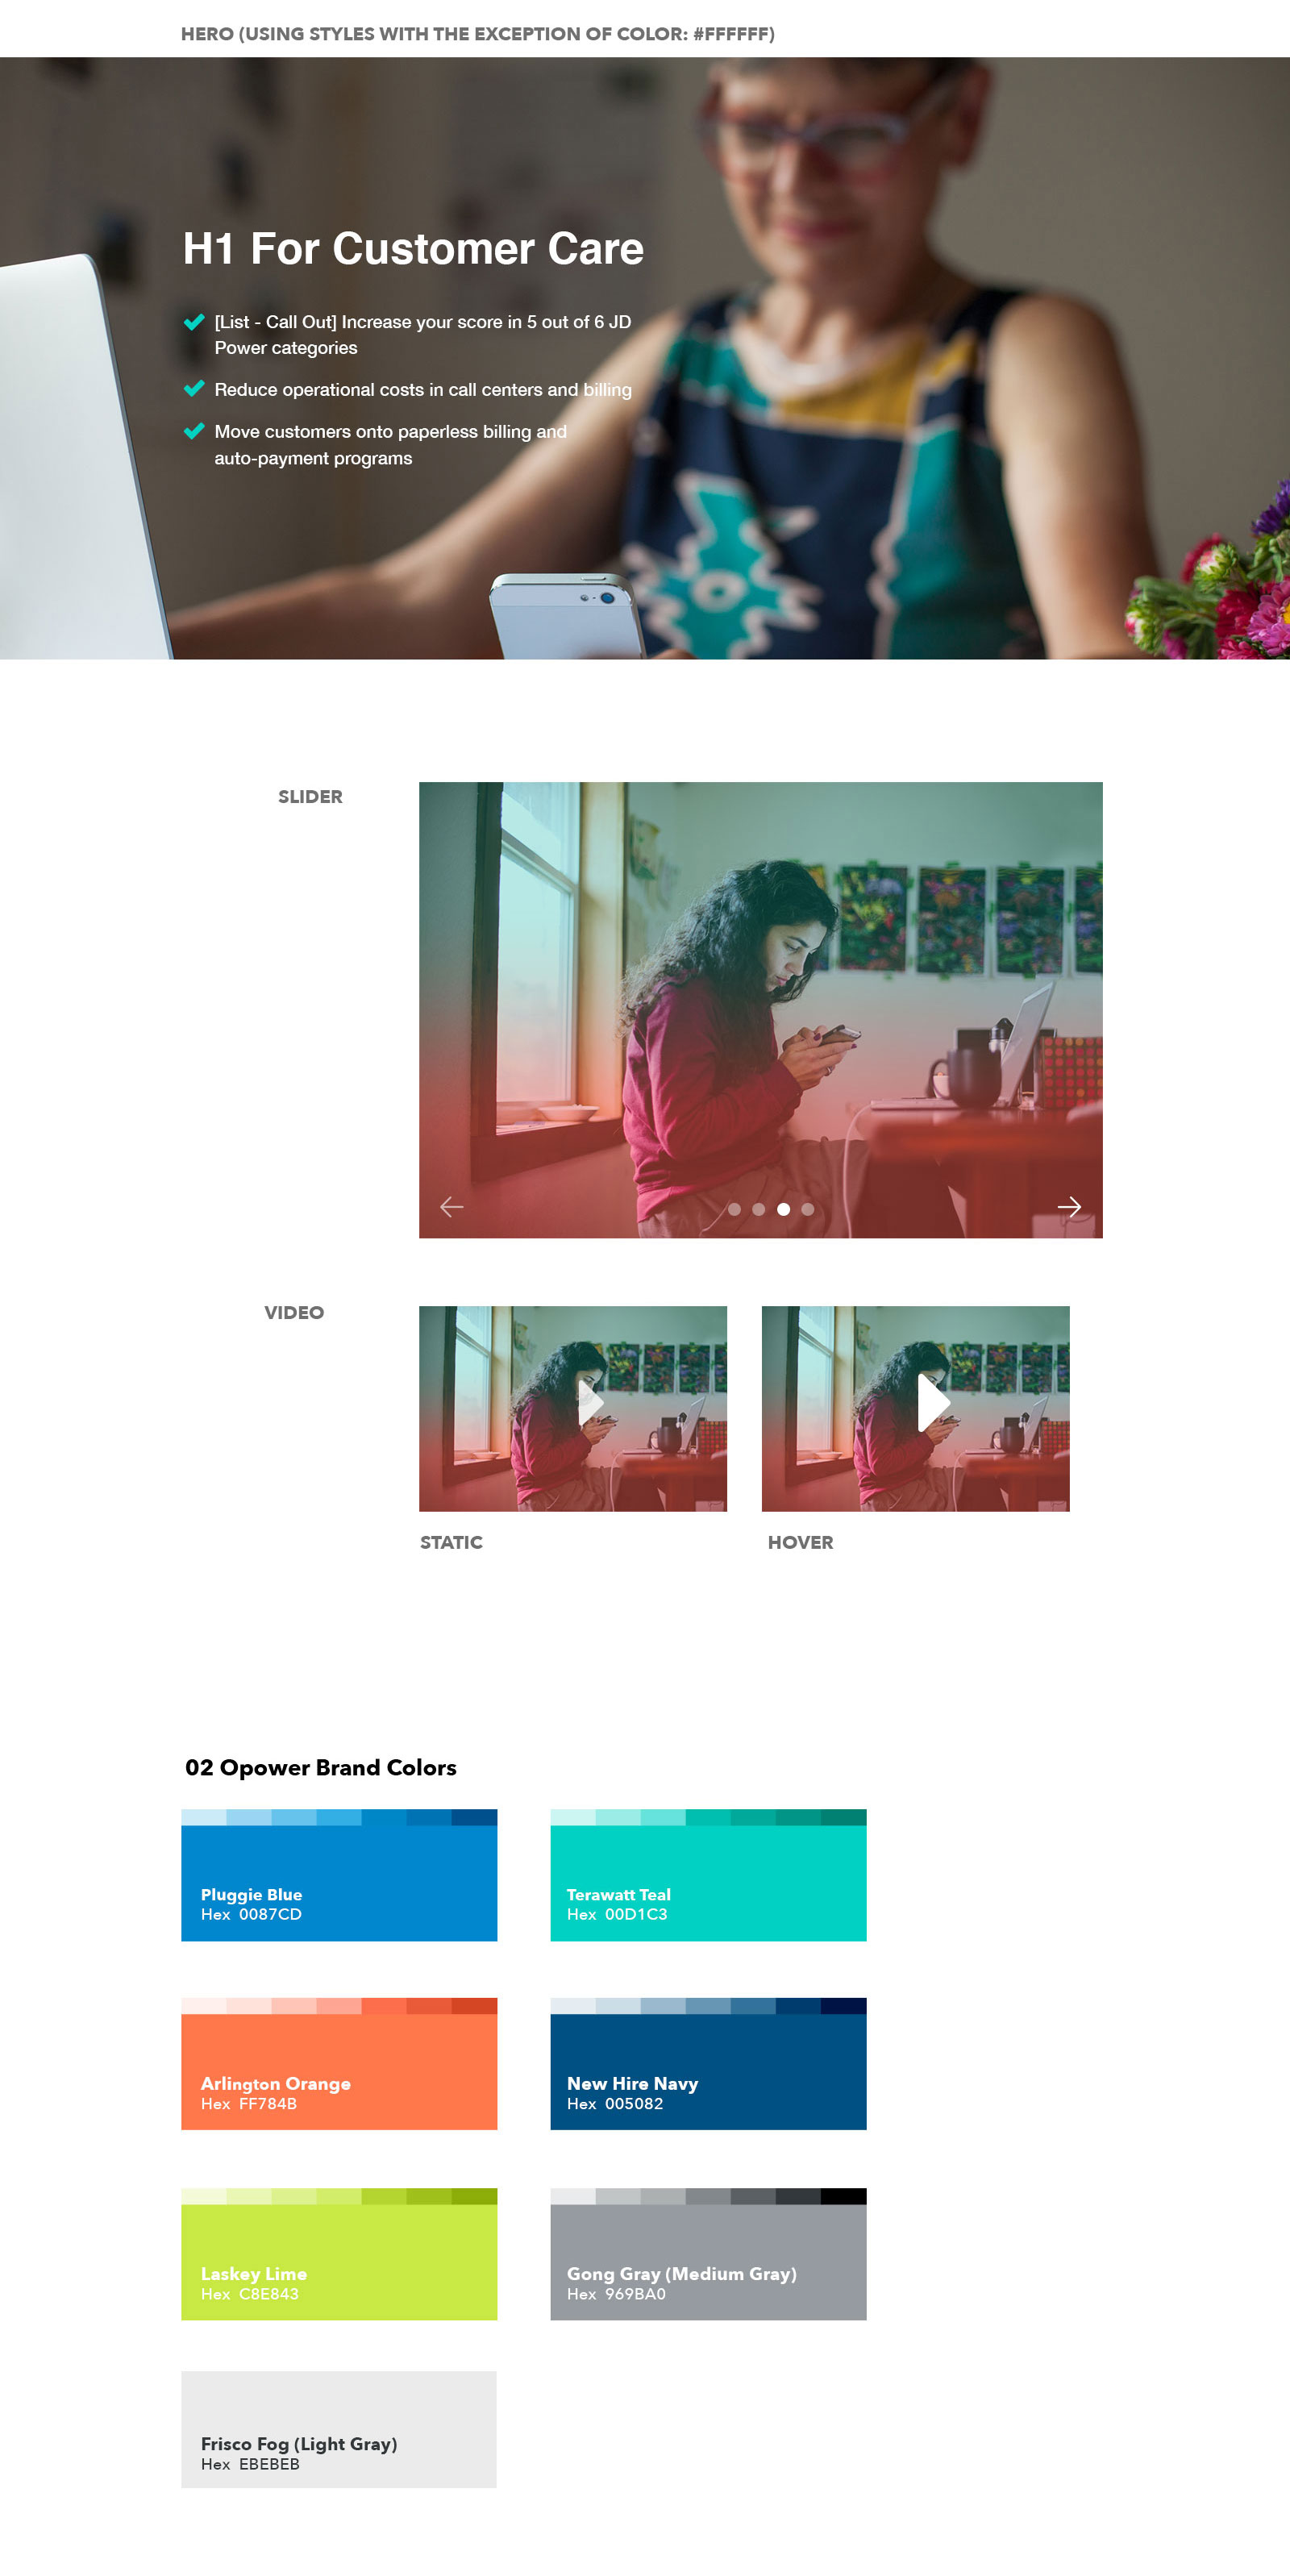 HERO (USING STYLES WITH THE EXCEPTION OF COLOR: #FFFFFF)
H1 For Customer Care
[List - Call Out] Increase your score in 5 out of 6 JD
Power categories
Reduce operational costs in call centers and billing
Move customers onto paperless billing and
auto-payment programs
SLIDER
VIDEO
STATIC
HOVER
02 Opower Brand Colors
Pluggie Blue
Hex 0087CD
Terawatt Teal
Hex 00D1C3
Arlington Orange
Hex FF784B
New Hire Navy
Hex 005082
Laskey Lime
Hex C8E843
Gong Gray (Medium Gray)
Hex 969BA0
Frisco Fog (Light Gray)
Hex EBEBEB